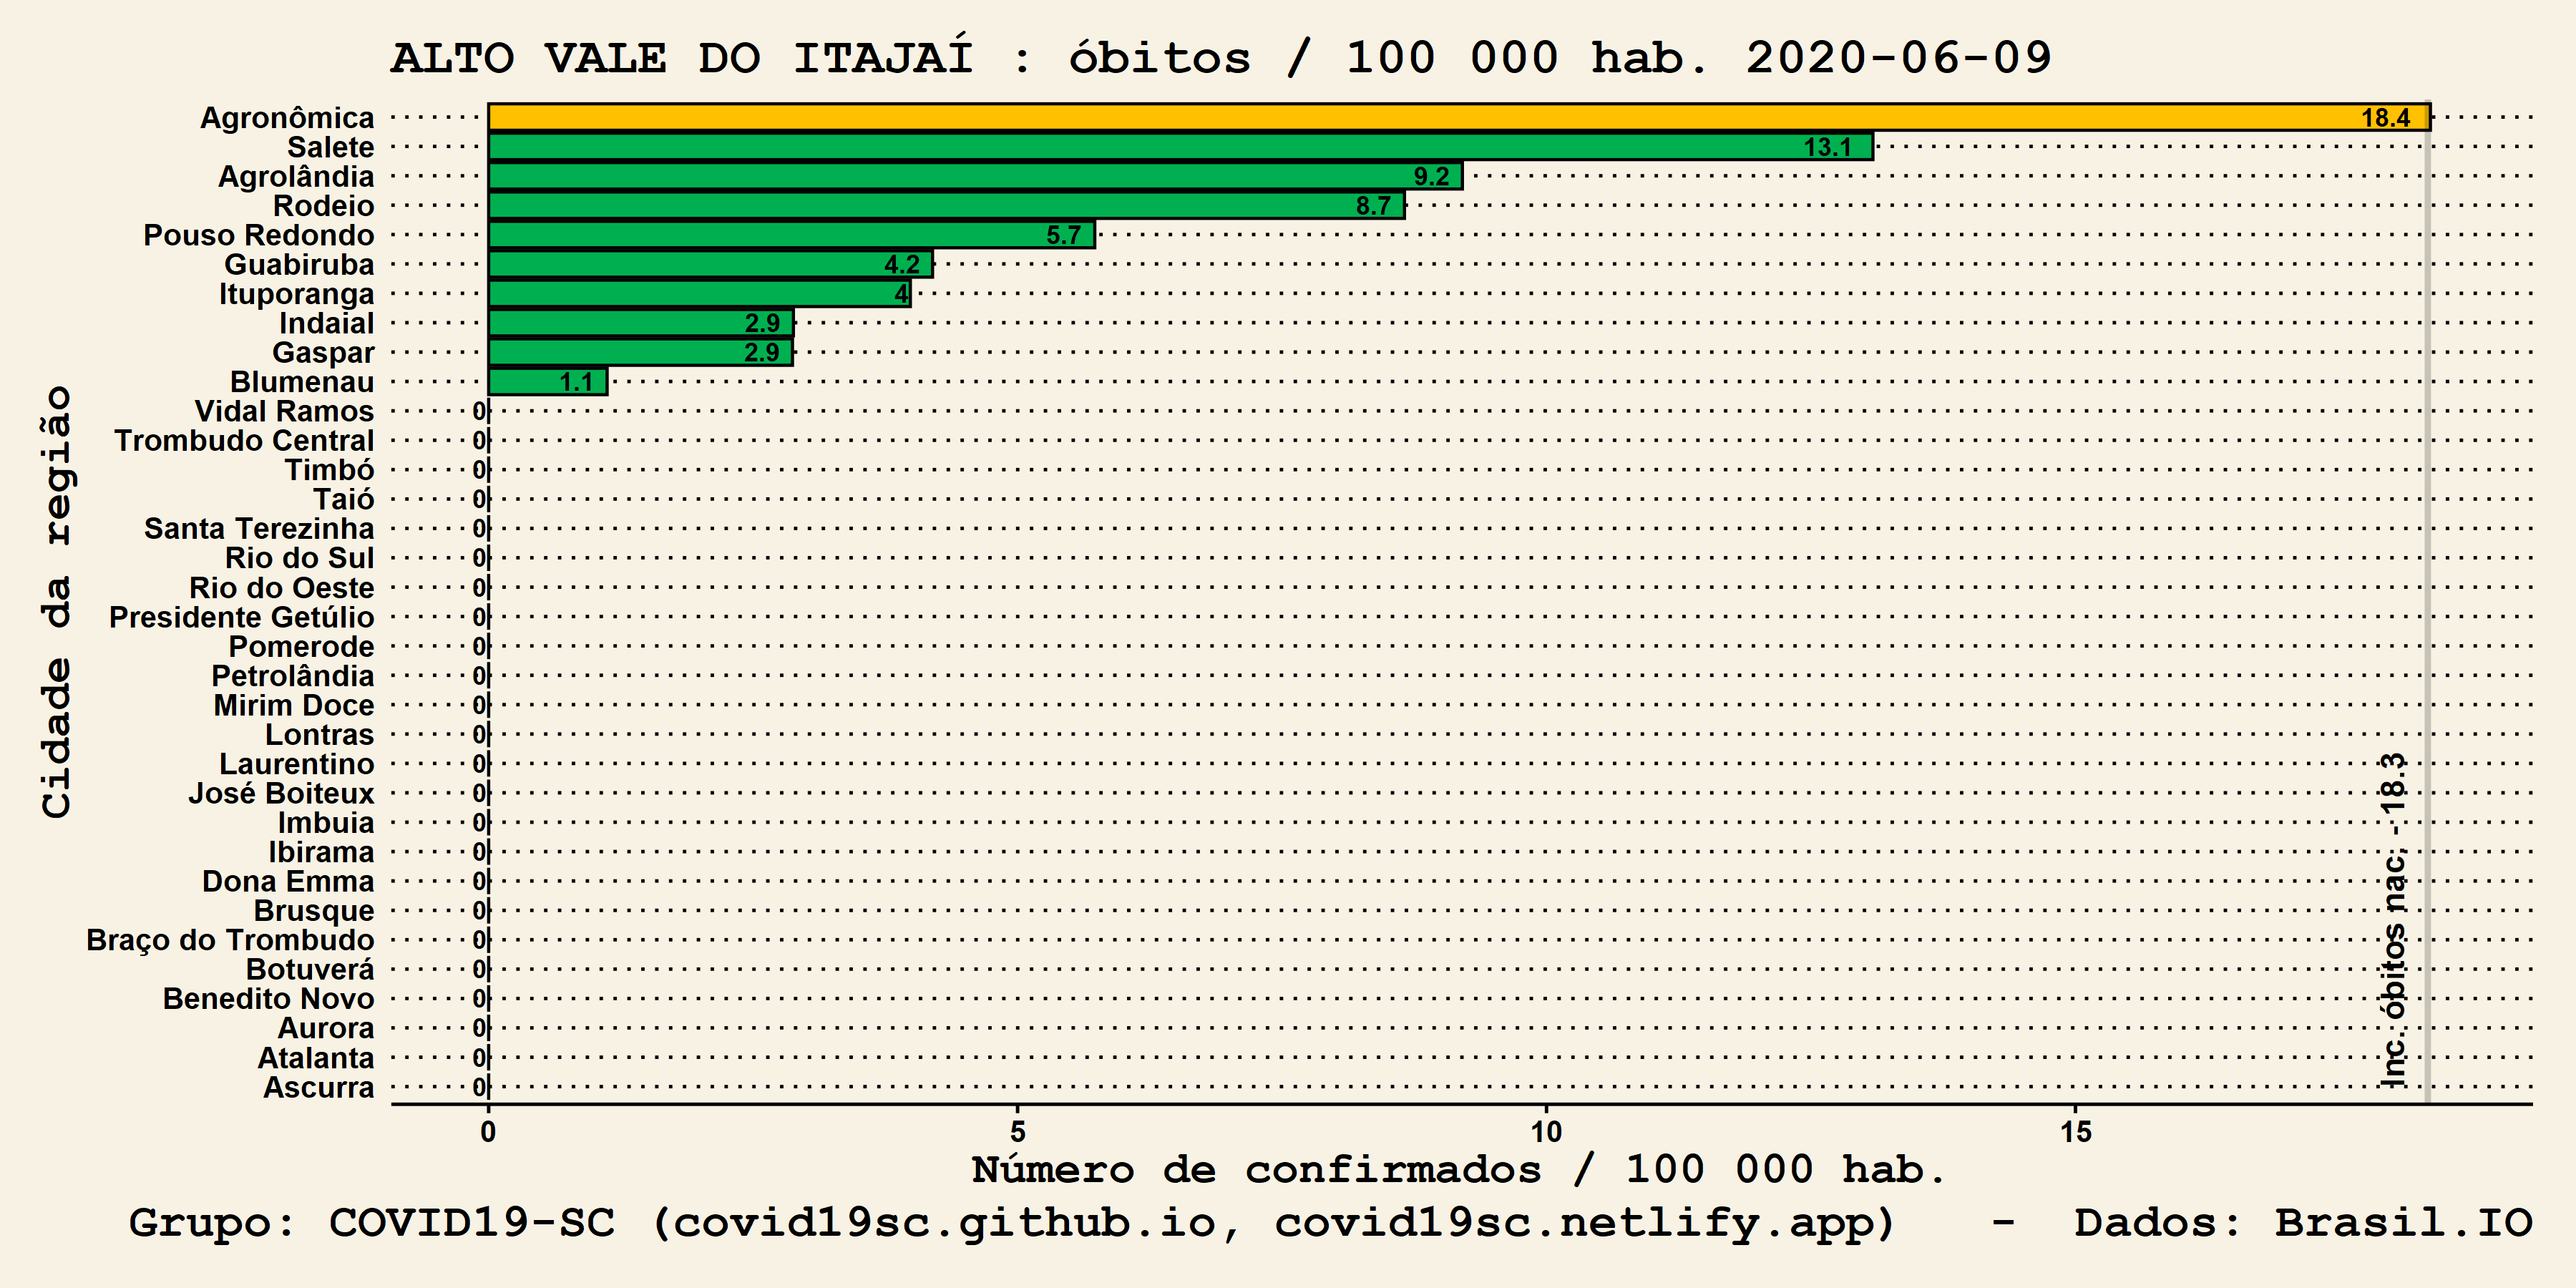 ALTO VALE DO ITAJAÍ : óbitos / 100 000 hab. 2020-06-09
Cidade da região
Agronômica 18.4
Salete 13.1
Agrolândia 9.2
Rodeio 8.7
Pouso Redondo 5.7
Guabiruba 4.2
Ituporanga 4
Indaial 2.9
Gaspar 2.9
Blumenau 1.1
Vidal Ramos 0
Trombudo Central 0
Timbó 0
Taió 0
Santa Terezinha 0
Rio do Sul 0
Rio do Oeste 0
Presidente Getúlio 0
Pomerode 0
Petrolândia 0
Mirim Doce 0
Lontras 0
Laurentino 0
José Boiteux 0
Imbuia 0
Ibirama 0
Dona Emma 0
Brusque 0
Braço do Trombudo 0
Botuverá 0
Benedito Novo 0
Aurora 0
Atalanta 0
Ascurra 0
Inc. óbitos nac. - 18.3
0 5 10 15
Número de confirmados / 100 000 hab.
Grupo: COVID19-SC (covid19sc.github.io, covid19sc.netlify.app) - Dados: Brasil.IO